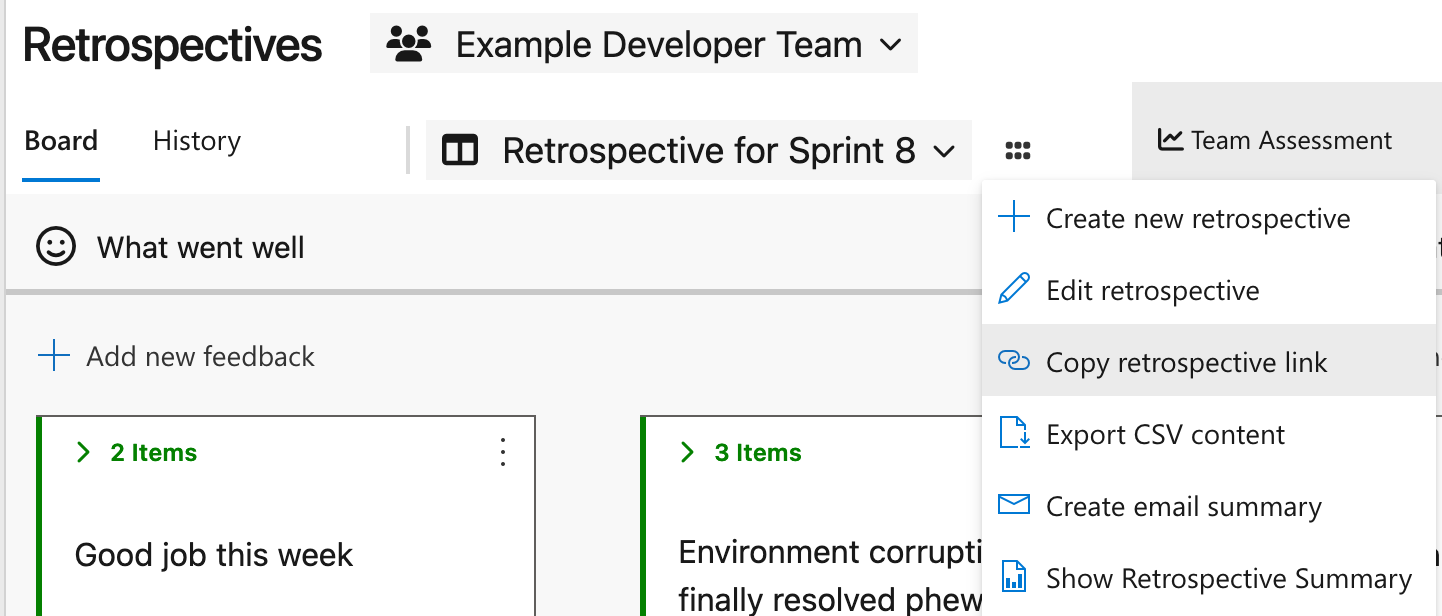 Retrospectives
Example Developer Team
Board
History
Retrospective for Sprint 8
Team Assessment
What went well
Add new feedback
2 Items
Good job this week
3 Items
Environment
finally resolved phew
Create new retrospective
Edit retrospective
Copy retrospective link
Export CSV content
Create email summary
Show Retrospective Summary